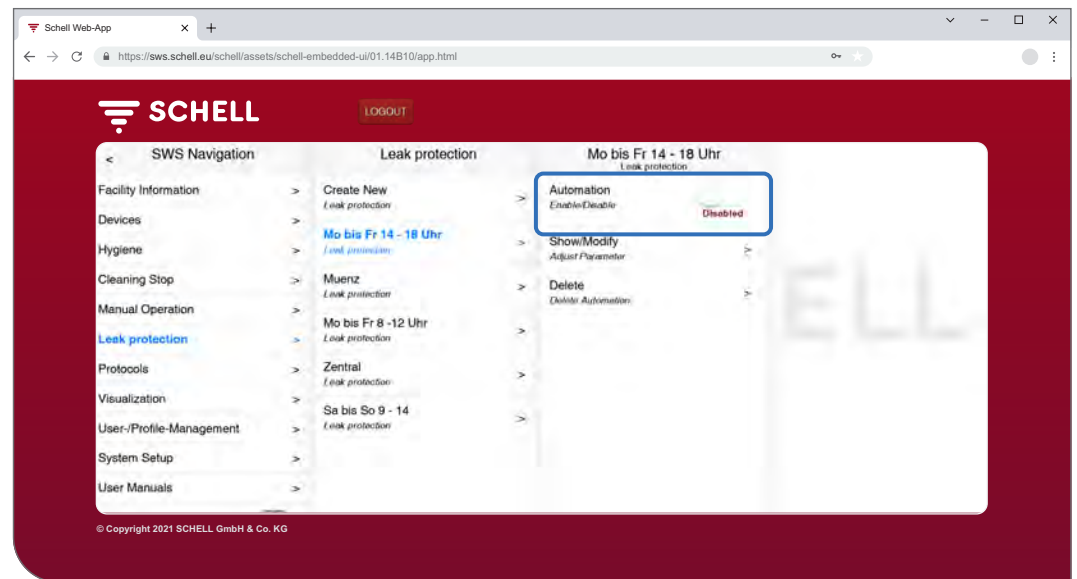 Schell Web-App
https://sws.schell.eu/schell/assets/schell-embedded-ui/01.14B10/app.html
SCHELL
LOGOUT
SWS Navigation
Facility Information
Devices
Hygiene
Cleaning Stop
Manual Operation
Leak protection
Protocols
Visualization
User-/Profile-Management
System Setup
User Manuals
Leak protection
Create New
Leak protection
Mo bis Fr 14 - 18 Uhr
Leak protection
Muenz
Leak protection
Mo bis Fr 8 -12 Uhr
Leak protection
Zentral
Leak protection
Sa bis So 9 - 14
Leak protection
Mo bis Fr 14 - 18 Uhr
Leak protection
Automation
Enable/Disable
Disabled
Show/Modify
Adjust Parameter
Delete
Delete Automation
ELL
© Copyright 2021 SCHELL GmbH & Co. KG